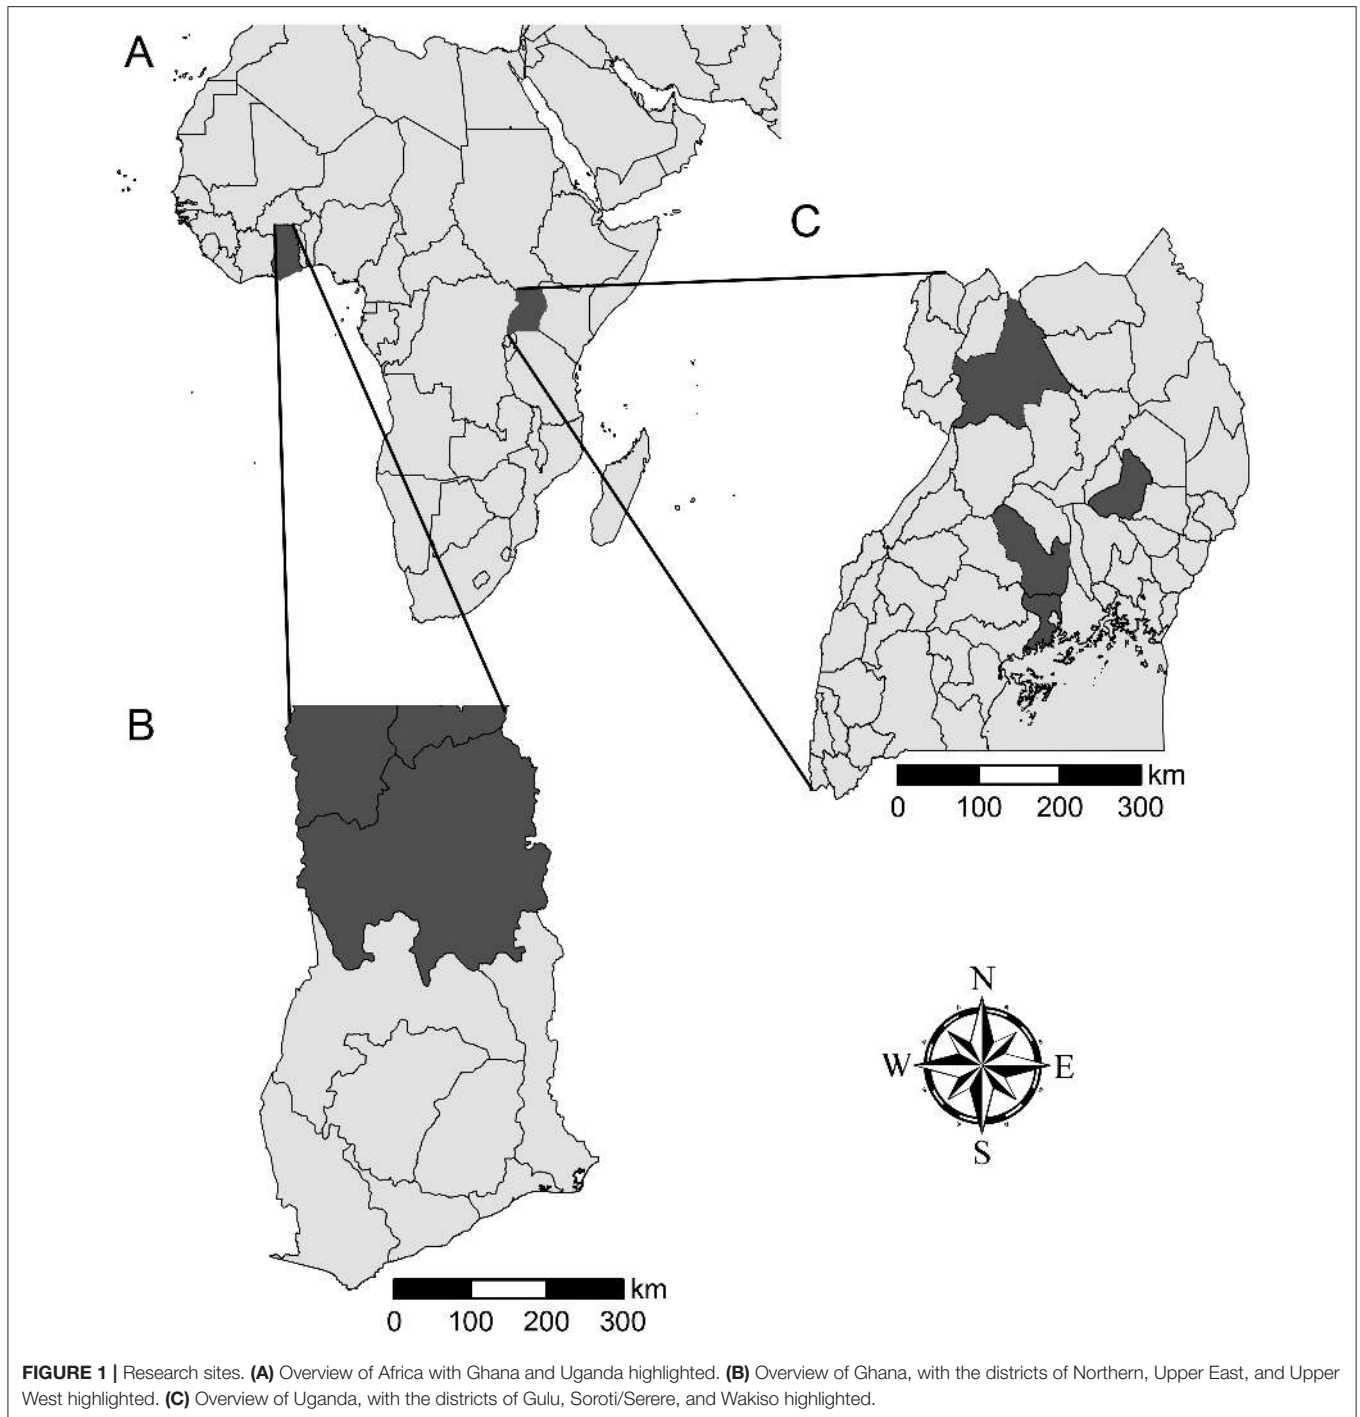 A
C
km
0 100 200 300
B
N
W E
S
km
0 100 200 300
FIGURE 1 | Research sites. (A) Overview of Africa with Ghana and Uganda highlighted. (B) Overview of Ghana, with the districts of Northern, Upper East, and Upper
West highlighted. (C) Overview of Uganda, with the districts of Gulu, Soroti/Serere, and Wakiso highlighted.